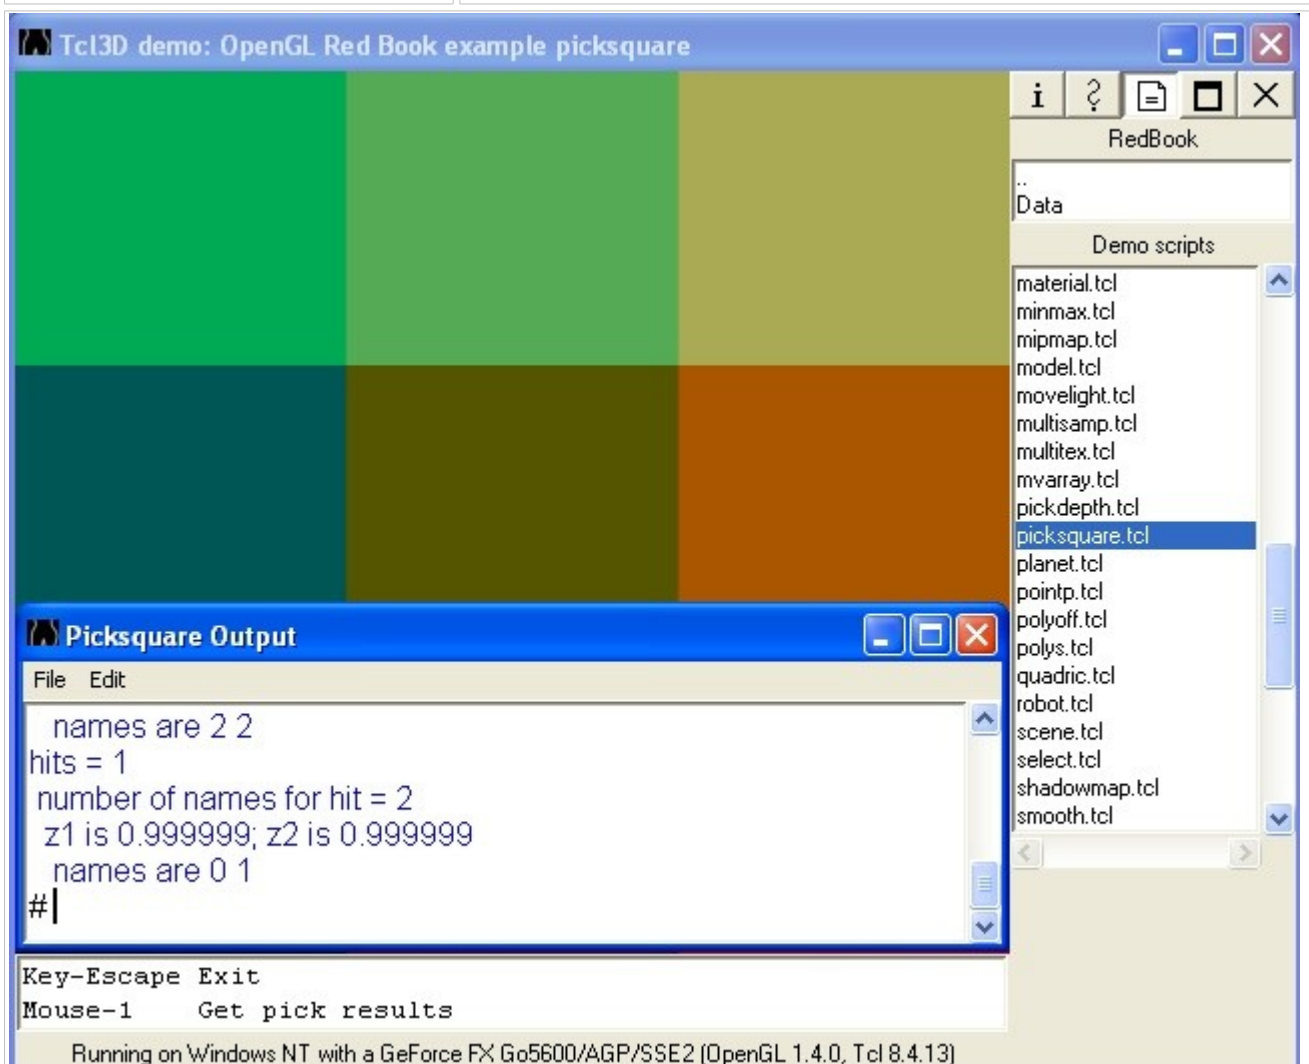 Tcl3D demo: OpenGL Red Book example picksquare
RedBook
..
Data
Demo scripts
material.tcl
minmax.tcl
mipmap.tcl
model.tcl
movelight.tcl
multisamp.tcl
multitex.tcl
mvarray.tcl
pickdepth.tcl
picksquare.tcl
planet.tcl
pointp.tcl
polyoff.tcl
polys.tcl
quadric.tcl
robot.tcl
scene.tcl
select.tcl
shadowmap.tcl
smooth.tcl
Picksquare Output
File Edit
names are 2 2
hits = 1
number of names for hit = 2
z1 is 0.999999; z2 is 0.999999
names are 0 1
#
Key-Escape Exit
Mouse-1 Get pick results
Running on Windows NT with a GeForce FX Go5600/AGP/SSE2 (OpenGL 1.4.0, Tcl 8.4.13)